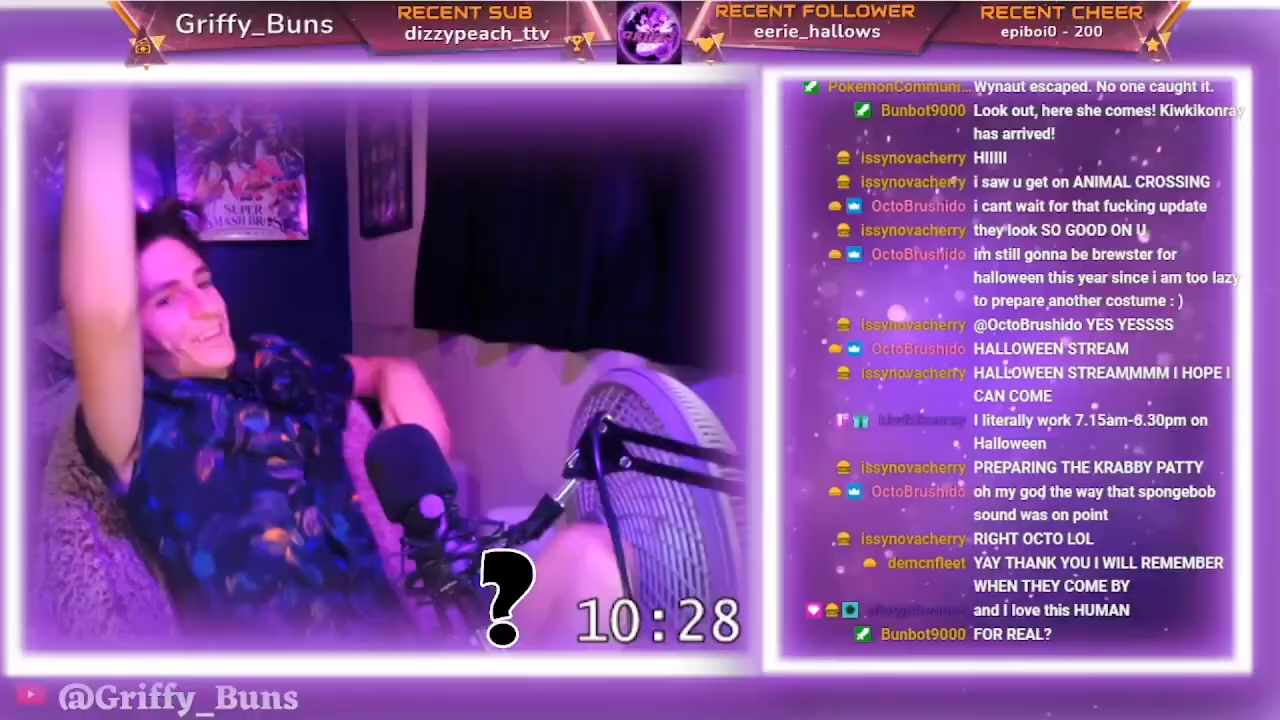 Griffy_Buns
RECENT SUB
dizzypeach_ttv
RECENT FOLLOWER
eerie_hallows
RECENT CHEER
epiboi0 - 200
SUPER
SMASH BROS
PokemonCommuni... Wynaut escaped. No one caught it.
Bunbot9000 Look out, here she comes! Kiwkikonray
has arrived!
issynovacherry HIIIII
issynovacherry i saw u get on ANIMAL CROSSING
OctoBrushido i cant wait for that fucking update
issynovacherry they look SO GOOD ON U
OctoBrushido im still gonna be brewster for
halloween this year since i am too lazy
to prepare another costume : )
issynovacherry @OctoBrushido YES YESSSS
OctoBrushido HALLOWEEN STREAM
issynovacherry HALLOWEEN STREAMMMM I HOPE I
CAN COME
I literally work 7.15am-6.30pm on
Halloween
issynovacherry PREPARING THE KRABBY PATTY
OctoBrushido oh my god the way that spongebob
sound was on point
issynovacherry RIGHT OCTO LOL
demcnfleet YAY THANK YOU I WILL REMEMBER
WHEN THEY COME BY
and i love this HUMAN
Bunbot9000 FOR REAL?
?
10:28
@Griffy_Buns